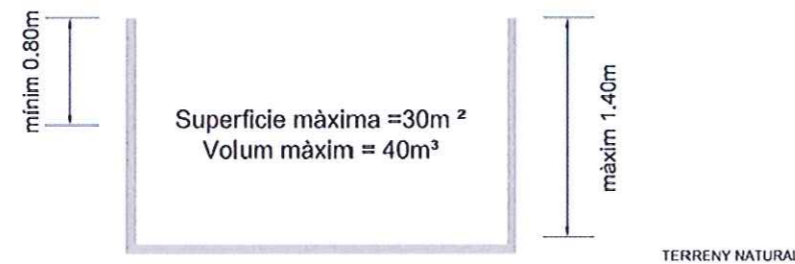 mínim 0.80m
Superficie màxima =30m ²
Volum màxim = 40m³
màxim 1.40m
TERRENY NATURAL